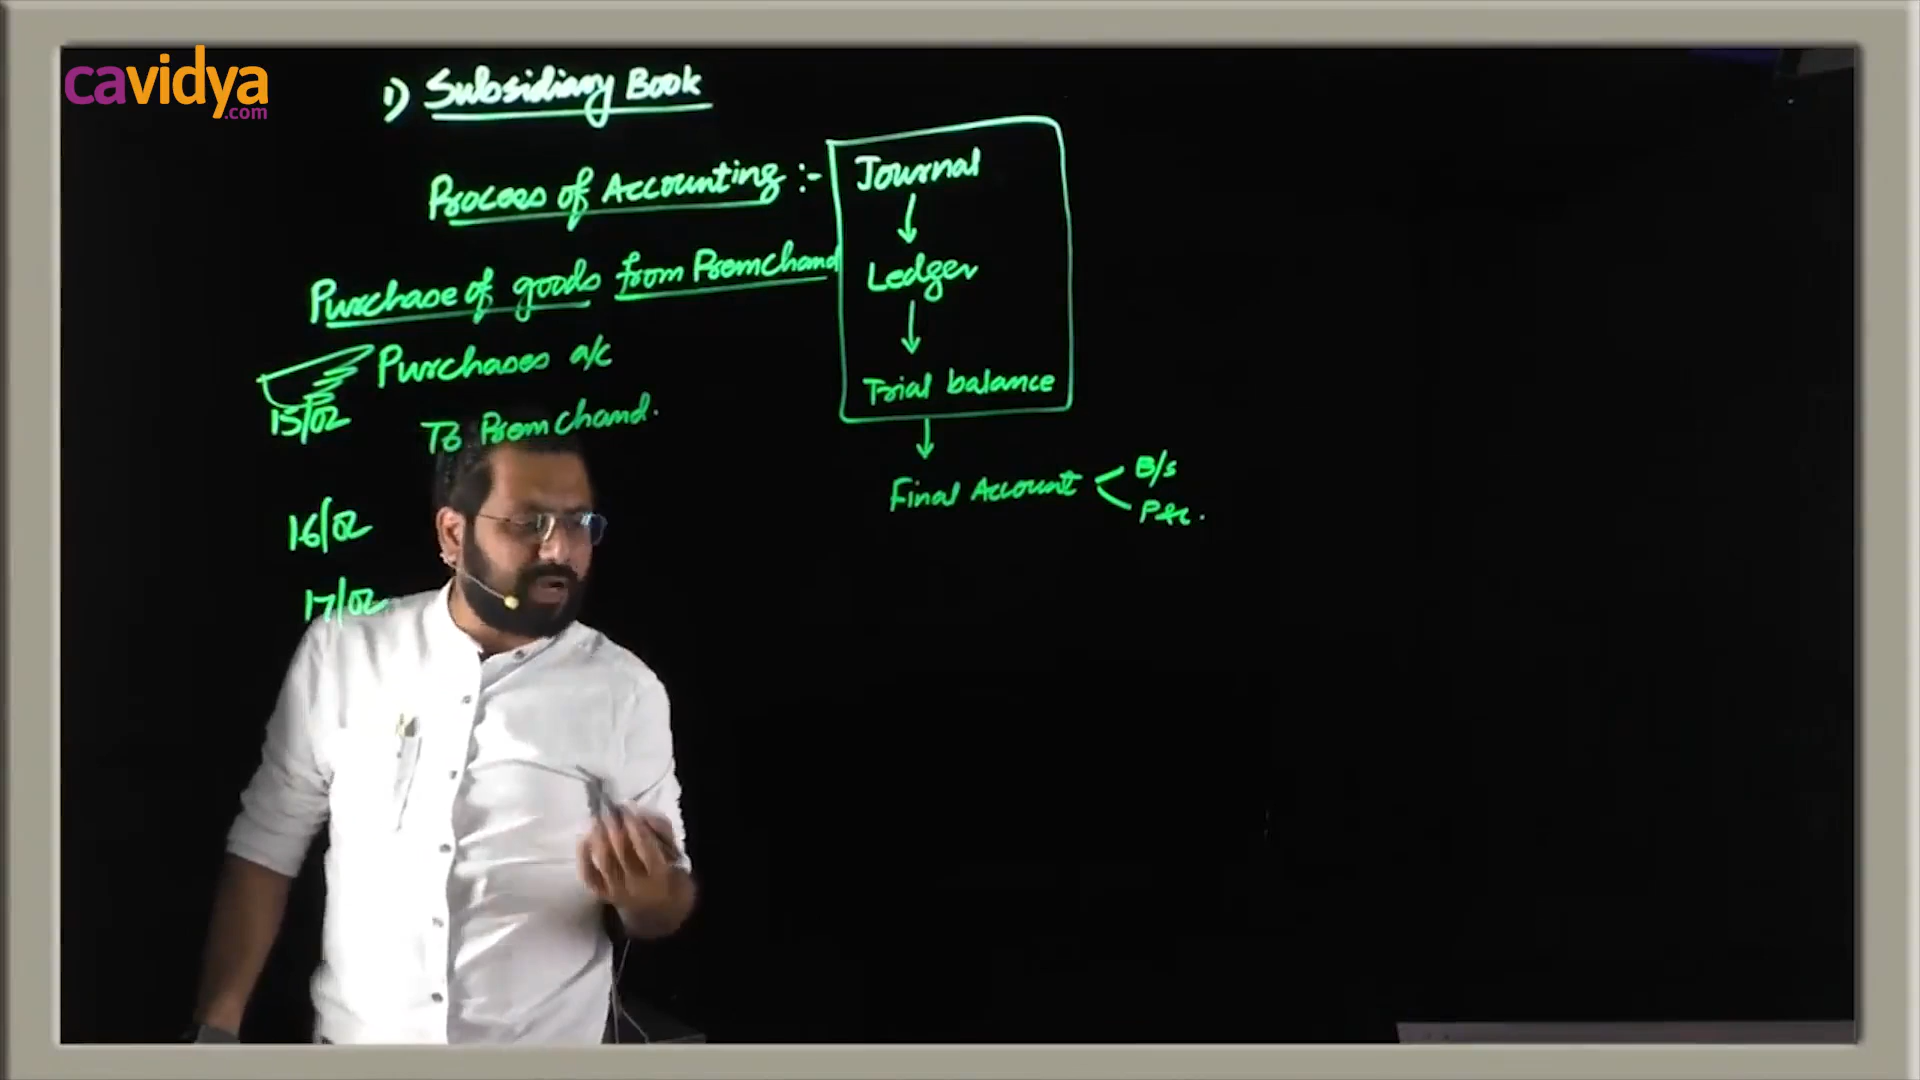 cavidya
.com
1) Subsidiary Book
Process of Accounting :-
Journal
Ledger
Trial balance
Final Account
B/s
P&L.
Purchase of goods from Premchand
Purchases a/c
15/02
To Premchand.
16/02
17/02